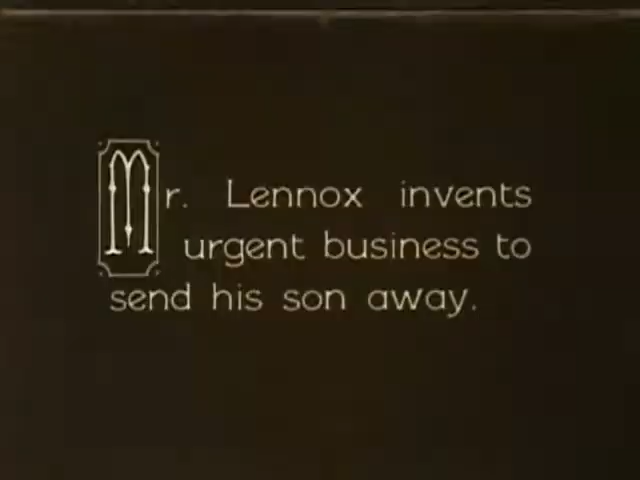 Mr. Lennox invents
urgent business to
send his son away.